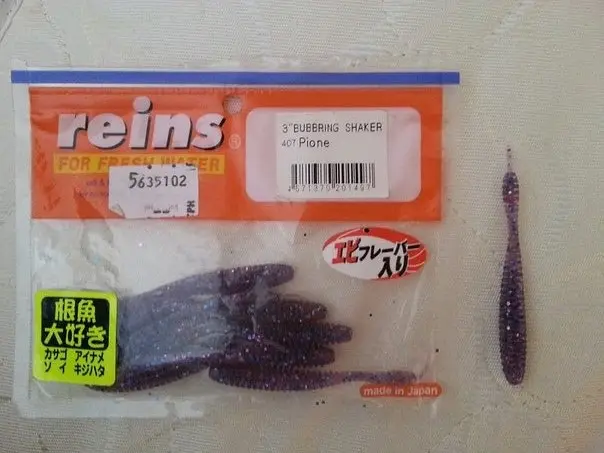 reins®
FOR FRESH WATER
3"BUBBRING SHAKER
407 Pione
4571370201497
5635102
エビフレーバー
入り
根魚
大好き
カサゴ アイナメ
ソイ キジハタ
made in Japan